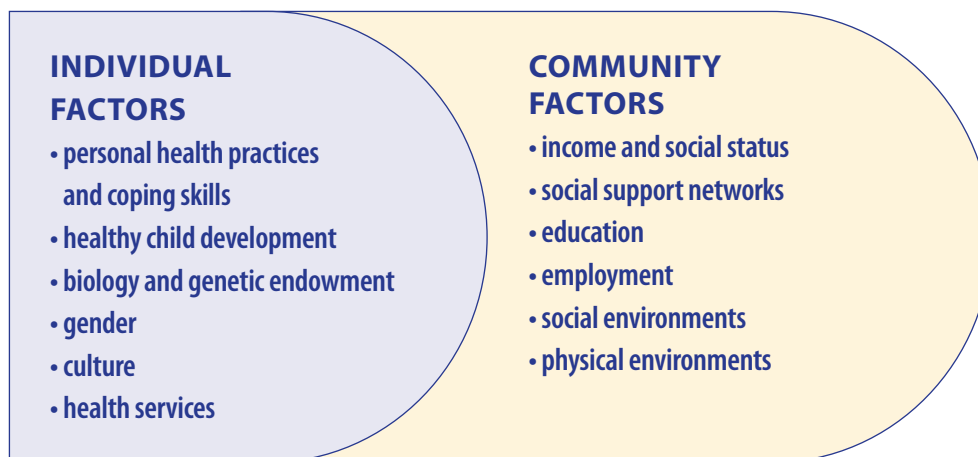 INDIVIDUAL
FACTORS
• personal health practices
and coping skills
• healthy child development
• biology and genetic endowment
• gender
• culture
• health services
COMMUNITY
FACTORS
• income and social status
• social support networks
• education
• employment
• social environments
• physical environments